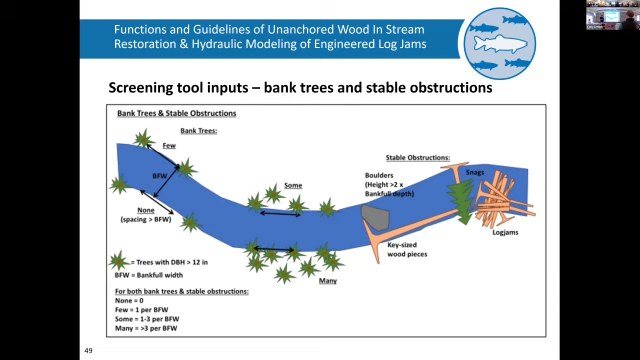 Functions and Guidelines of Unanchored Wood in Stream
Restoration & Hydraulic Modeling of Engineered Log Jams
Screening tool inputs – bank trees and stable obstructions
Bank Trees & Stable Obstructions
Bank Trees:
Few
BFW
None
(spacing > BFW)
Some
Many
Stable Obstructions:
Boulders
(Height >2 x
Bankfull depth)
Snags
Key-sized
wood pieces
Logjams
= Trees with DBH > 12 in
BFW = Bankfull width
For both bank trees & stable obstructions:
None = 0
Few = 1 per BFW
Some = 1-3 per BFW
Many = >3 per BFW
49